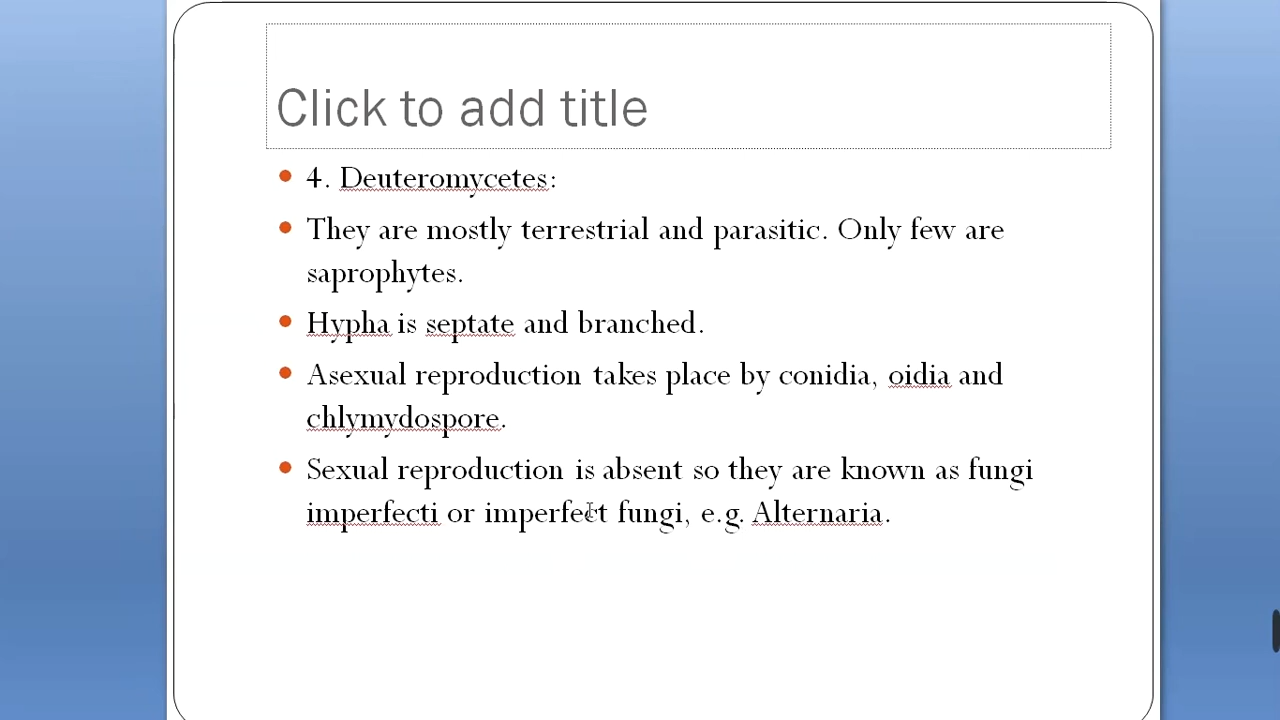 Click to add title
4. Deuteromycetes:
They are mostly terrestrial and parasitic. Only few are
saprophytes.
Hypha is septate and branched.
Asexual reproduction takes place by conidia, oidia and
chlymydospore.
Sexual reproduction is absent so they are known as fungi
imperfecti or imperfect fungi, e.g. Alternaria.